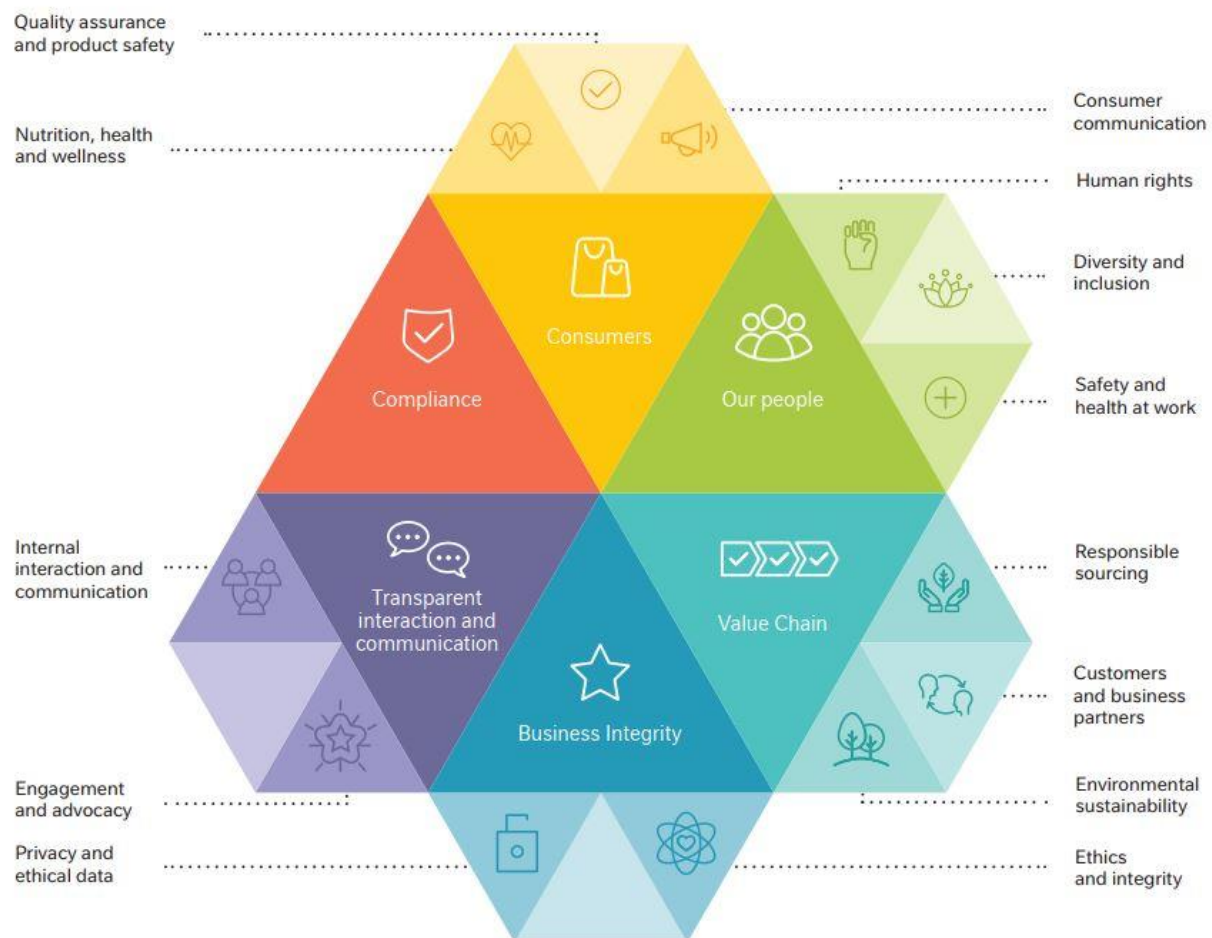 Quality assurance
and product safety
Nutrition, health
and wellness
Consumer
communication
Human rights
Diversity and
inclusion
Safety and
health at work
Consumers
Compliance
Our people
Internal
interaction and
communication
Transparent
interaction and
communication
Value Chain
Business Integrity
Responsible
sourcing
Customers
and business
partners
Engagement
and advocacy
Environmental
sustainability
Privacy and
ethical data
Ethics
and integrity